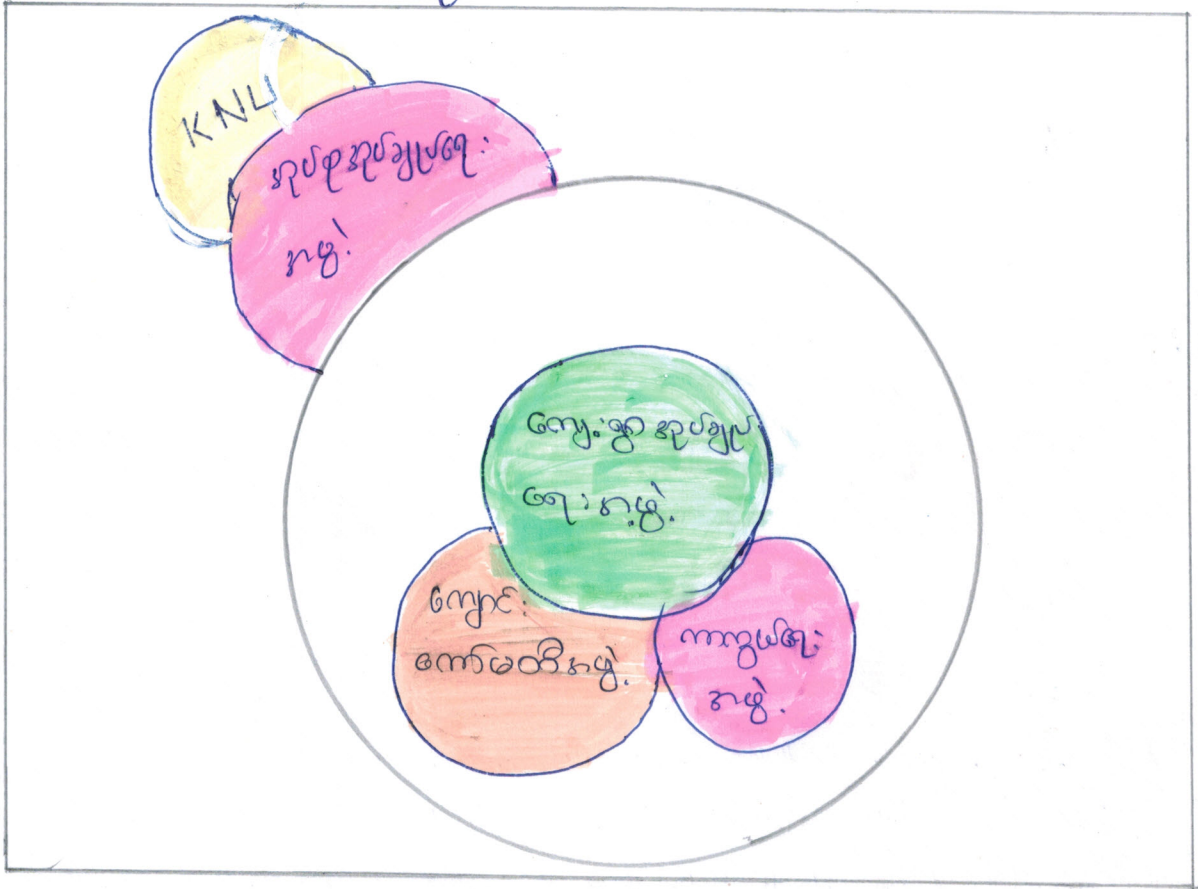 KNL
အုပ်စုအုပ်ချုပ်ရေး
အဖွဲ့
ကျေးရွာ အုပ်ချုပ်
ရေး အဖွဲ့
ကျောင်း
ကော်မတီအဖွဲ့
ကာကွယ်ရေး
အဖွဲ့